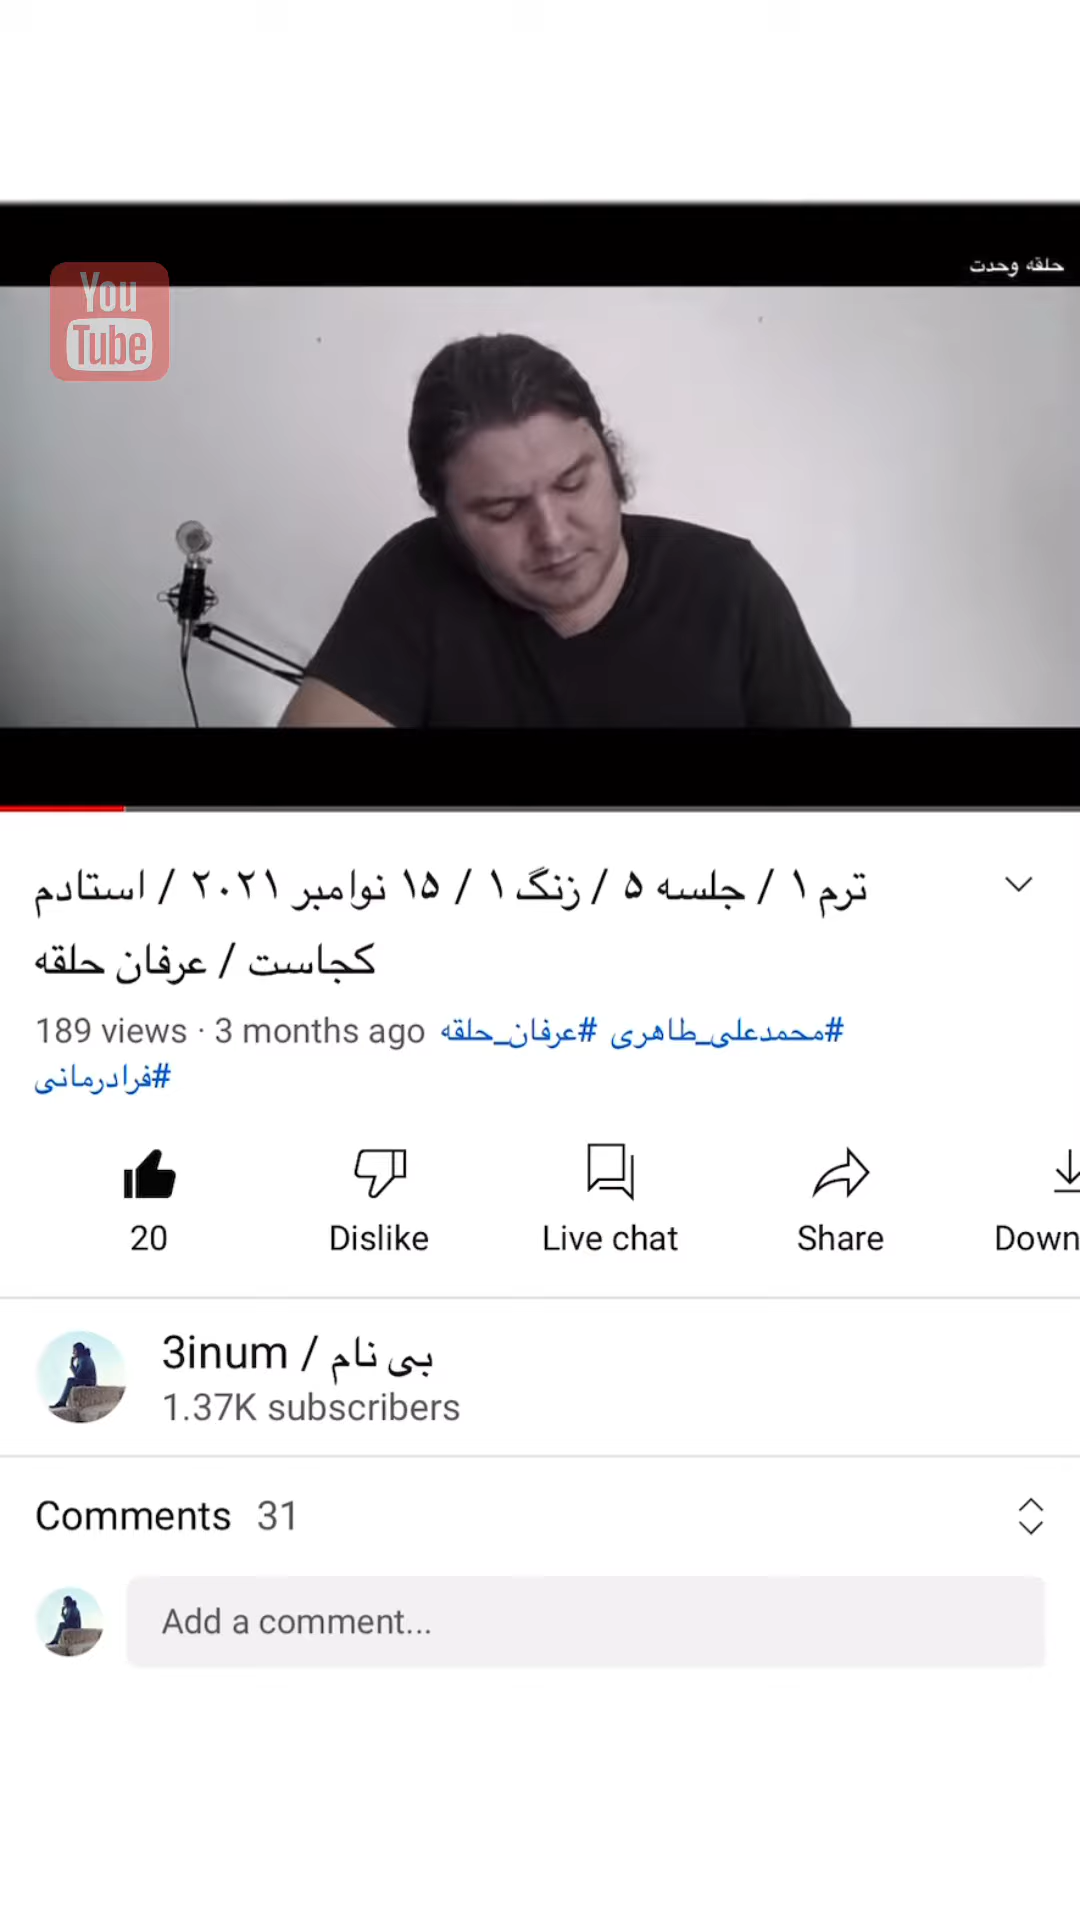 حلقه وحدت
You
Tube
ترم ۱ / جلسه ۵ / زنگ ۱ / ۱۵ نوامبر ۲۰۲۱ / استادم
کجاست / عرفان حلقه
189 views · 3 months ago #عرفان_حلقه #محمدعلی_طاهری
#فرادرمانی
20
Dislike
Live chat
Share
Down
3inum / بی نام
1.37K subscribers
Comments 31
Add a comment...